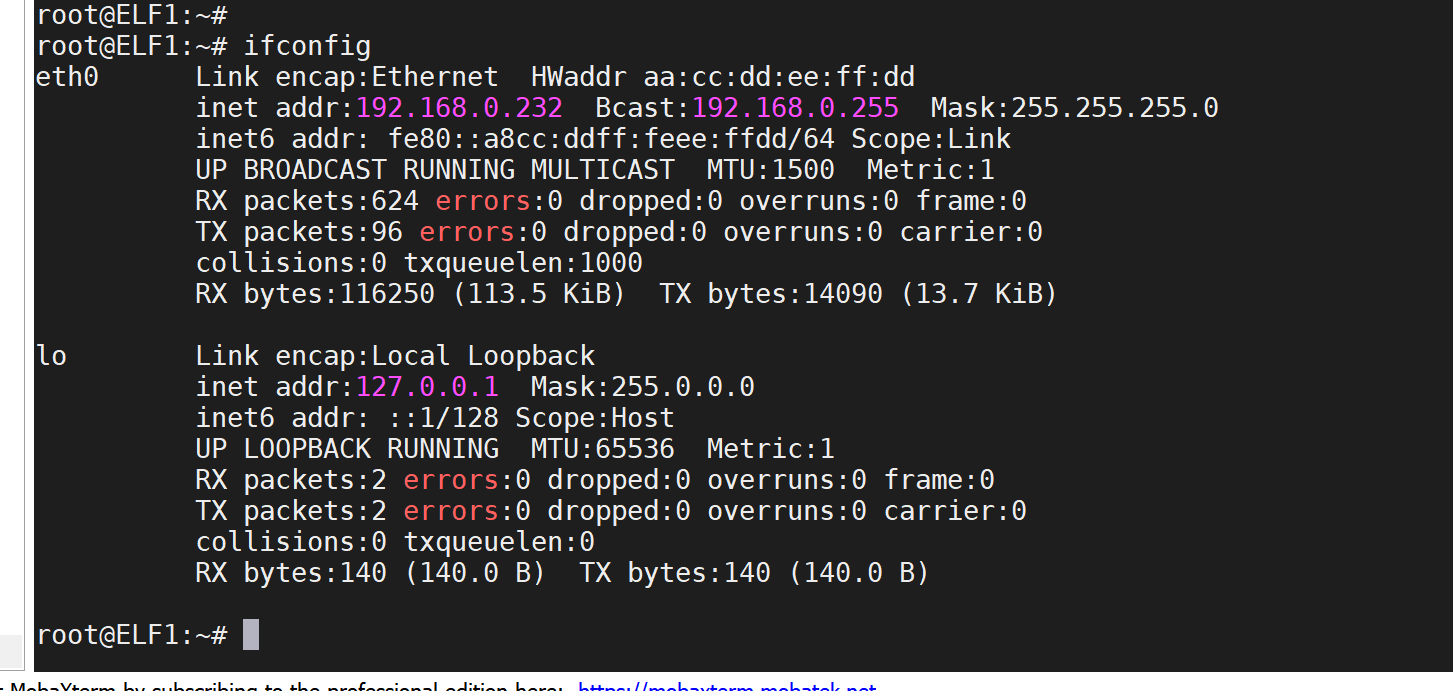 root@ELF1:~#
root@ELF1:~# ifconfig
eth0      Link encap:Ethernet  HWaddr aa:cc:dd:ee:ff:dd
          inet addr:192.168.0.232  Bcast:192.168.0.255  Mask:255.255.255.0
          inet6 addr: fe80::a8cc:ddff:feee:ffdd/64 Scope:Link
          UP BROADCAST RUNNING MULTICAST  MTU:1500  Metric:1
          RX packets:624 errors:0 dropped:0 overruns:0 frame:0
          TX packets:96 errors:0 dropped:0 overruns:0 carrier:0
          collisions:0 txqueuelen:1000
          RX bytes:116250 (113.5 KiB)  TX bytes:14090 (13.7 KiB)

lo        Link encap:Local Loopback
          inet addr:127.0.0.1  Mask:255.0.0.0
          inet6 addr: ::1/128 Scope:Host
          UP LOOPBACK RUNNING  MTU:65536  Metric:1
          RX packets:2 errors:0 dropped:0 overruns:0 frame:0
          TX packets:2 errors:0 dropped:0 overruns:0 carrier:0
          collisions:0 txqueuelen:0
          RX bytes:140 (140.0 B)  TX bytes:140 (140.0 B)

root@ELF1:~#
MobaXterm by subscribing to the professional edition here: https://mobaxterm.mobatek.net